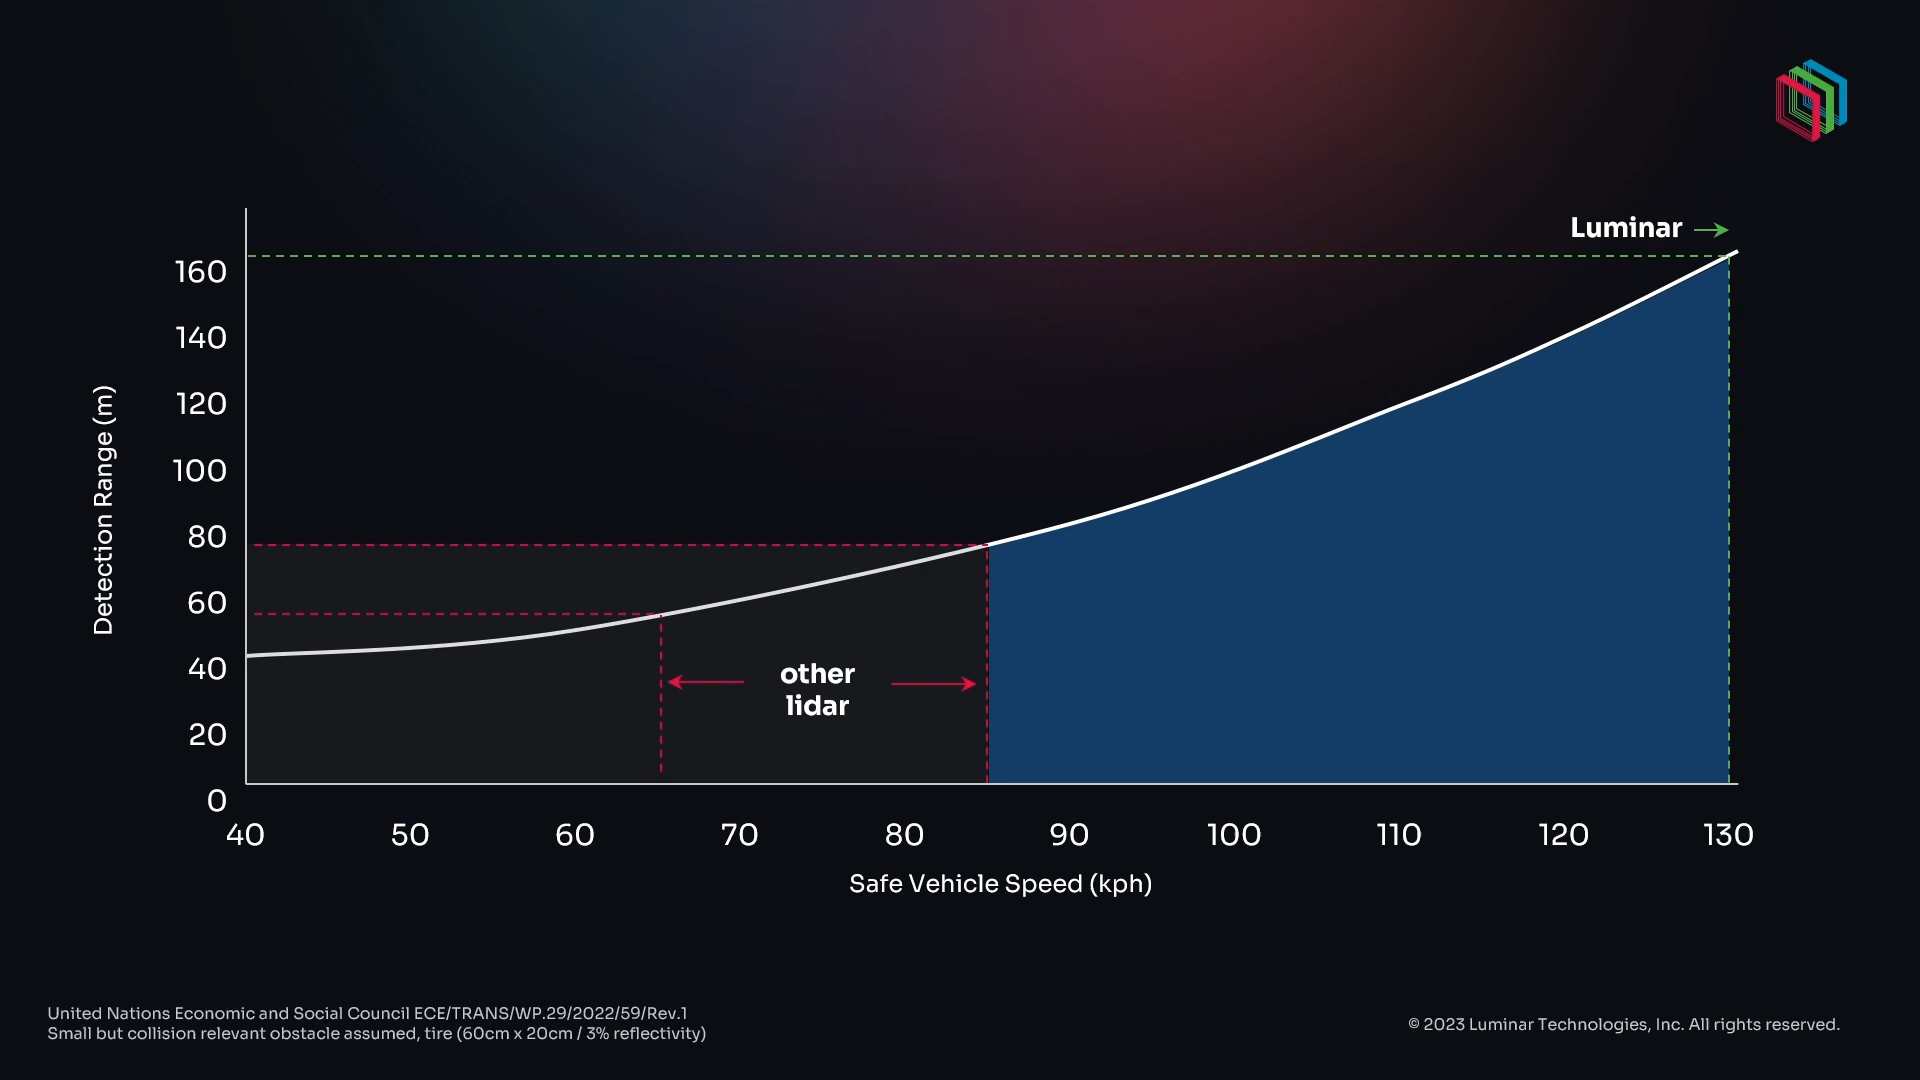 Luminar
160
140
120
100
80
60
40
20
0
Detection Range (m)
other
lidar
40 50 60 70 80 90 100 110 120 130
Safe Vehicle Speed (kph)
United Nations Economic and Social Council ECE/TRANS/WP.29/2022/59/Rev.1
Small but collision relevant obstacle assumed, tire (60cm x 20cm / 3% reflectivity)
© 2023 Luminar Technologies, Inc. All rights reserved.